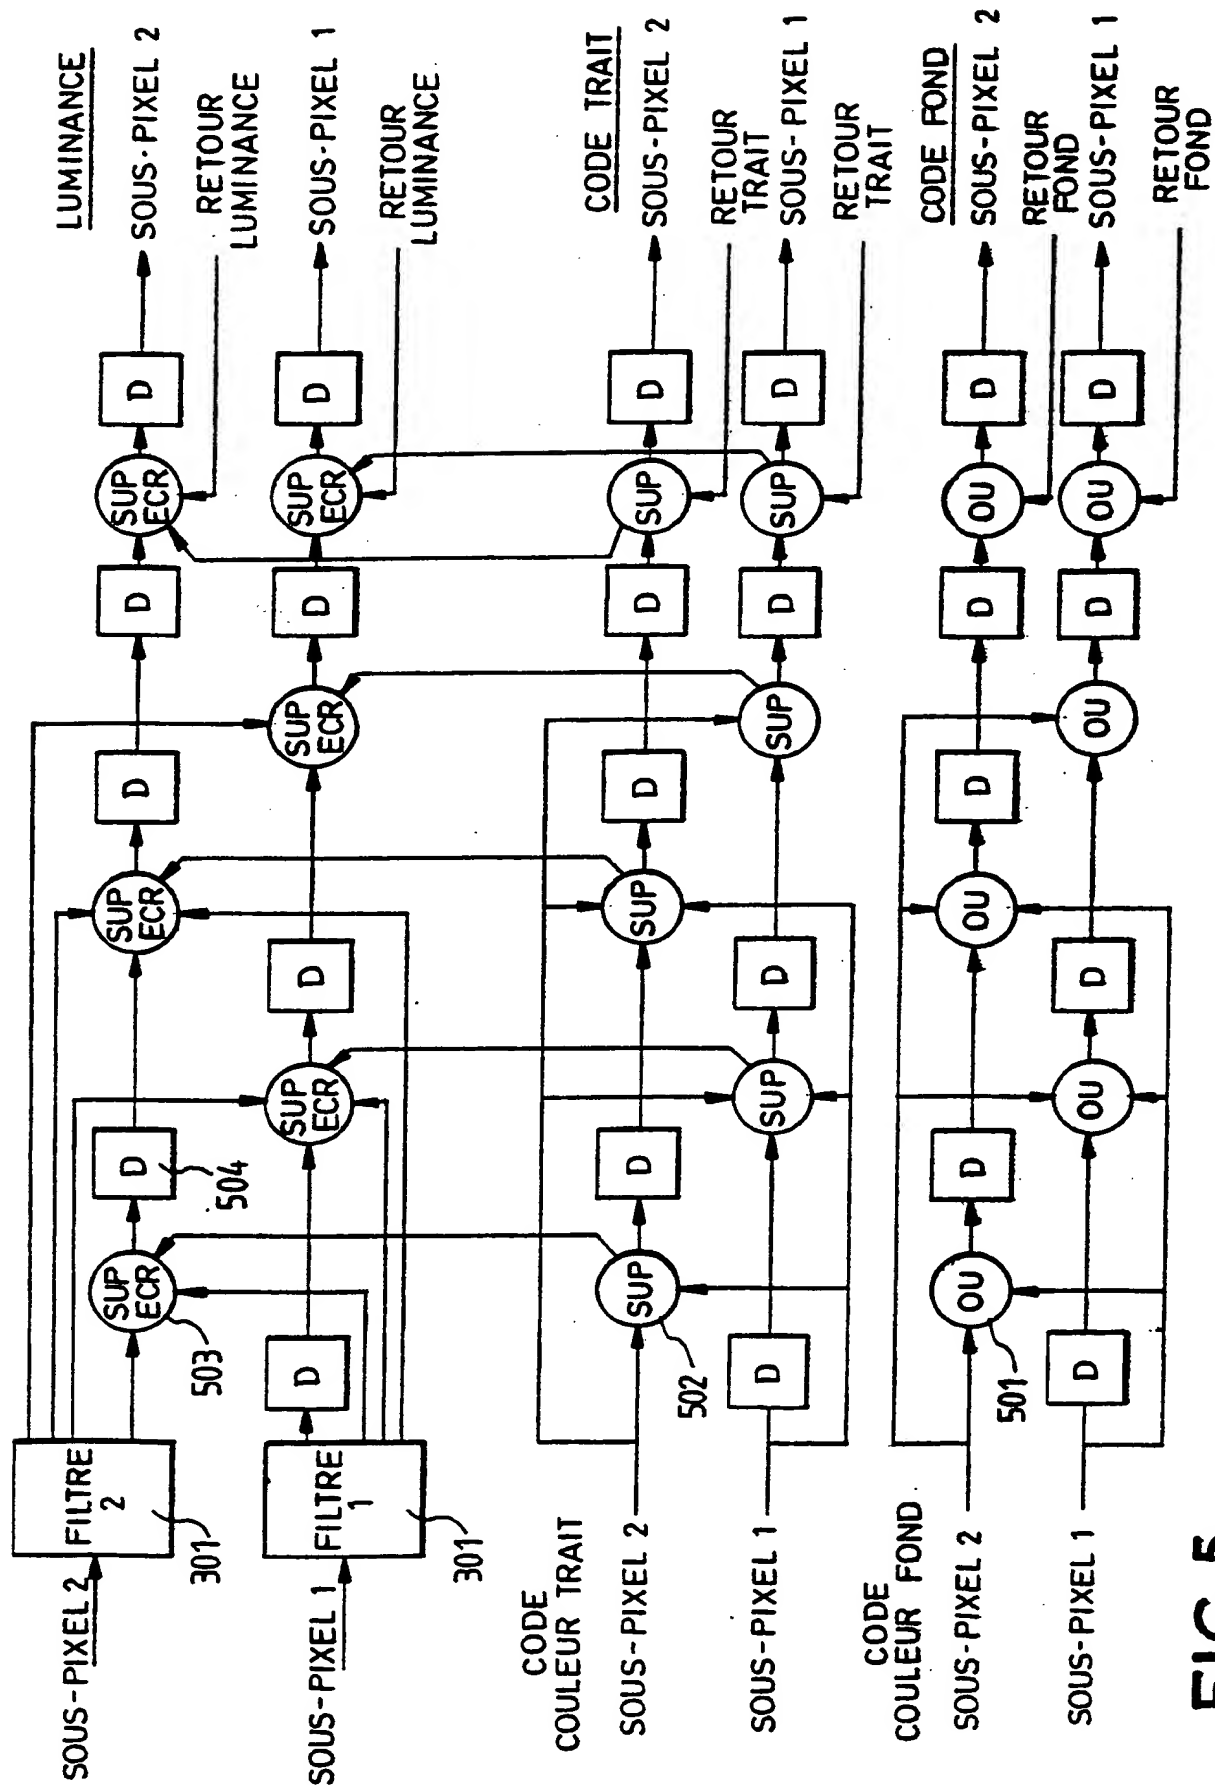 SOUS-PIXEL 2
FILTRE
2
301
SUP
ECR
503
D
504
SUP
ECR
D
D
SUP
ECR
D
LUMINANCE
SOUS-PIXEL 2
RETOUR
LUMINANCE
SOUS-PIXEL 1
FILTRE
1
301
D
SUP
ECR
D
SUP
ECR
D
SUP
ECR
D
SOUS-PIXEL 1
RETOUR
LUMINANCE
CODE
COULEUR TRAIT
SOUS-PIXEL 2
SUP
502
D
SUP
D
D
SUP
D
CODE TRAIT
SOUS-PIXEL 2
RETOUR
TRAIT
SOUS-PIXEL 1
D
SUP
D
SUP
D
SUP
D
SOUS-PIXEL 1
RETOUR
TRAIT
CODE
COULEUR FOND
SOUS-PIXEL 2
OU
501
D
OU
D
D
OU
D
CODE FOND
SOUS-PIXEL 2
RETOUR
FOND
SOUS-PIXEL 1
D
OU
D
OU
D
OU
D
SOUS-PIXEL 1
RETOUR
FOND
FIG.5